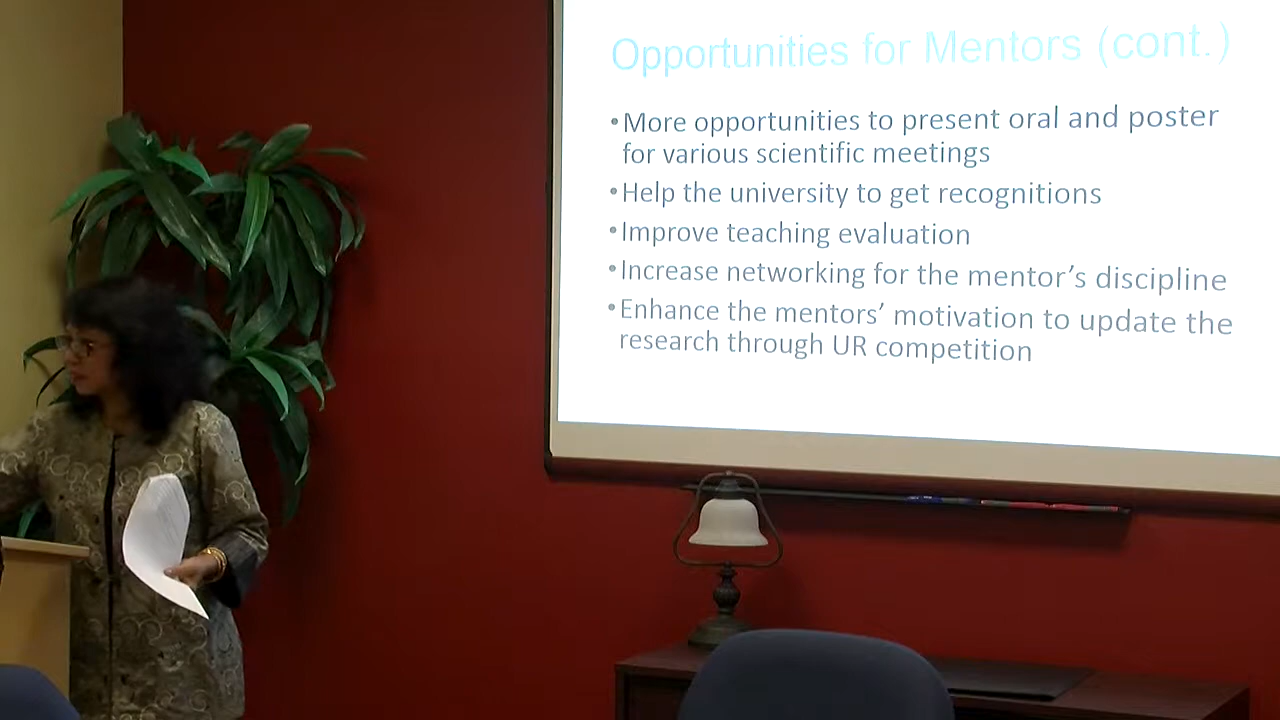 Opportunities for Mentors (cont.)
•More opportunities to present oral and poster
for various scientific meetings
•Help the university to get recognitions
•Improve teaching evaluation
•Increase networking for the mentor’s discipline
•Enhance the mentors’ motivation to update the
research through UR competition